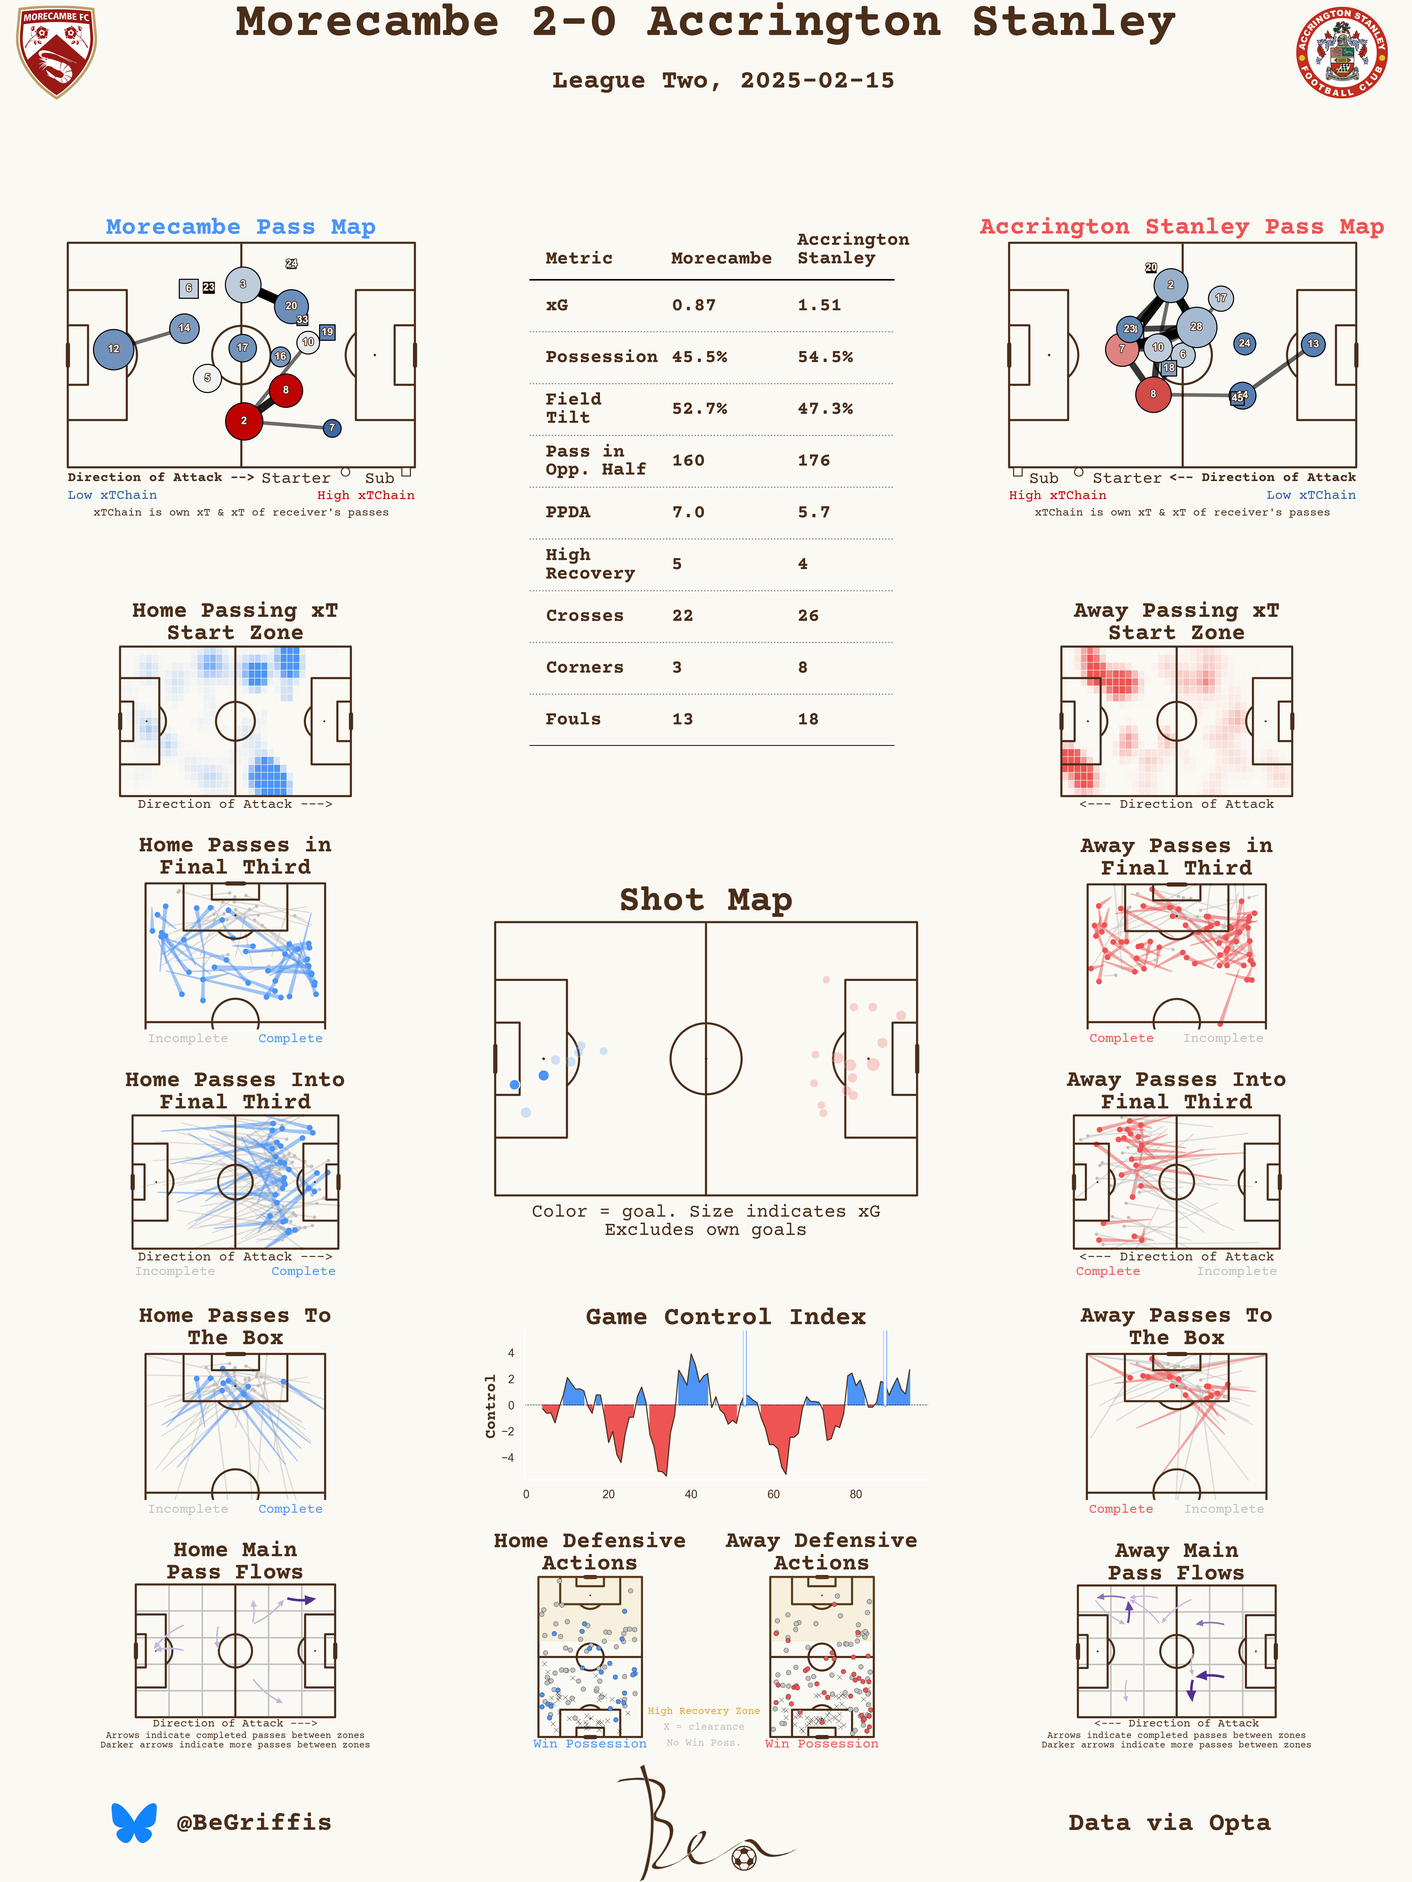 Morecambe 2-0 Accrington Stanley
League Two, 2025-02-15
MORECAMBE FC
ACCRINGTON STANLEY
FOOTBALL CLUB
Morecambe Pass Map
24
6
23
3
20
33
14
19
10
12
17
16
5
8
2
7
Direction of Attack --> Starter Sub
Low xTChain High xTChain
xTChain is own xT & xT of receiver's passes
Metric Morecambe Accrington Stanley
xG 0.87 1.51
Possession 45.5% 54.5%
Field Tilt 52.7% 47.3%
Pass in Opp. Half 160 176
PPDA 7.0 5.7
High Recovery 5 4
Crosses 22 26
Corners 3 8
Fouls 13 18
Accrington Stanley Pass Map
20
2
17
23
28
7
10
6
24
13
18
8
45
Sub Starter <-- Direction of Attack
High xTChain Low xTChain
xTChain is own xT & xT of receiver's passes
Home Passing xT
Start Zone
Direction of Attack --->
Away Passing xT
Start Zone
<--- Direction of Attack
Home Passes in
Final Third
Incomplete Complete
Away Passes in
Final Third
Complete Incomplete
Shot Map
Color = goal. Size indicates xG
Excludes own goals
Home Passes Into
Final Third
Direction of Attack --->
Incomplete Complete
Away Passes Into
Final Third
<--- Direction of Attack
Complete Incomplete
Home Passes To
The Box
Incomplete Complete
Game Control Index
Control
4
2
0
−2
−4
0 20 40 60 80
Away Passes To
The Box
Complete Incomplete
Home Main
Pass Flows
Direction of Attack --->
Arrows indicate completed passes between zones
Darker arrows indicate more passes between zones
Home Defensive
Actions
Win Possession
High Recovery Zone
X = clearance
No Win Poss.
Away Defensive
Actions
Win Possession
Away Main
Pass Flows
<--- Direction of Attack
Arrows indicate completed passes between zones
Darker arrows indicate more passes between zones
@BeGriffis
Ben
Data via Opta